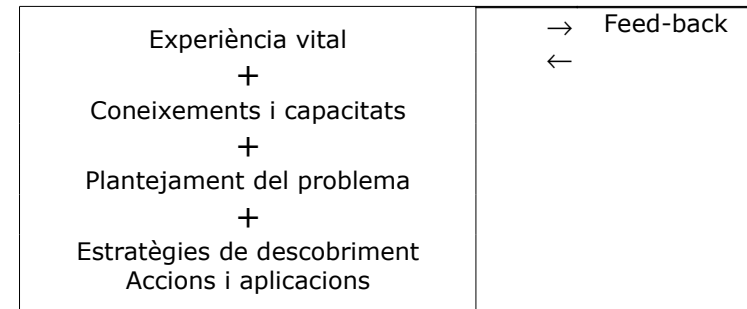 Experiència vital
+
Coneixements i capacitats
+
Plantejament del problema
+
Estratègies de descobriment
Accions i aplicacions
→ Feed-back
←